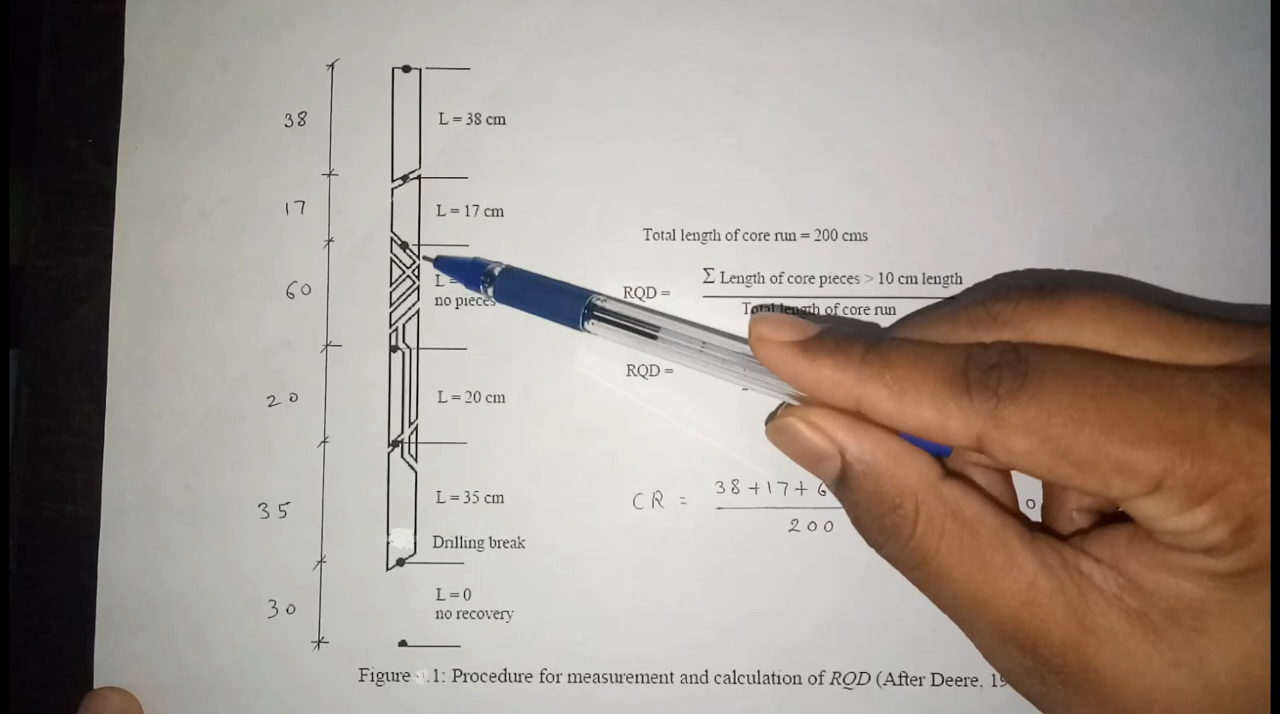 38
L = 38 cm
17
L = 17 cm
Total length of core run = 200 cms
60
L =
no pieces
RQD =
Σ Length of core pieces > 10 cm length
Total length of core run
RQD =
20
L = 20 cm
35
L = 35 cm
CR = 38 + 17 + 6
200
0
Drilling break
30
L = 0
no recovery
Figure .1: Procedure for measurement and calculation of RQD (After Deere, 19